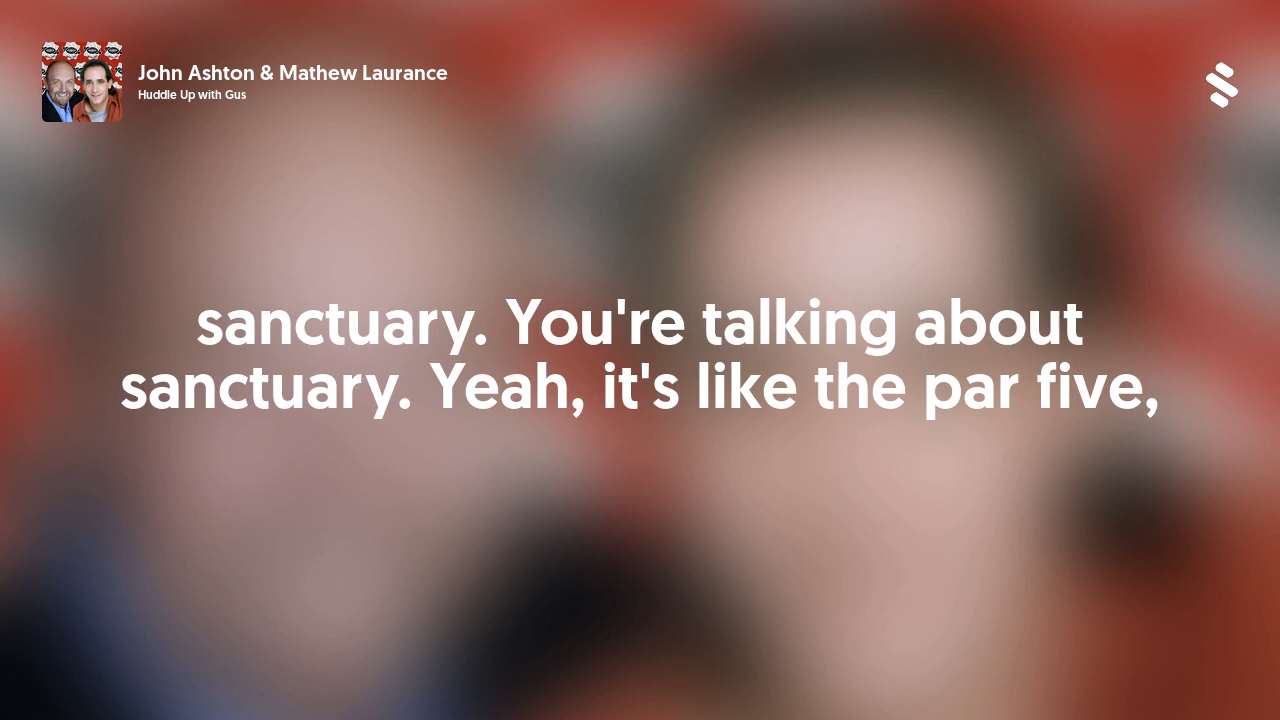 John Ashton & Mathew Laurance
Huddle Up with Gus
sanctuary. You're talking about
sanctuary. Yeah, it's like the par five,